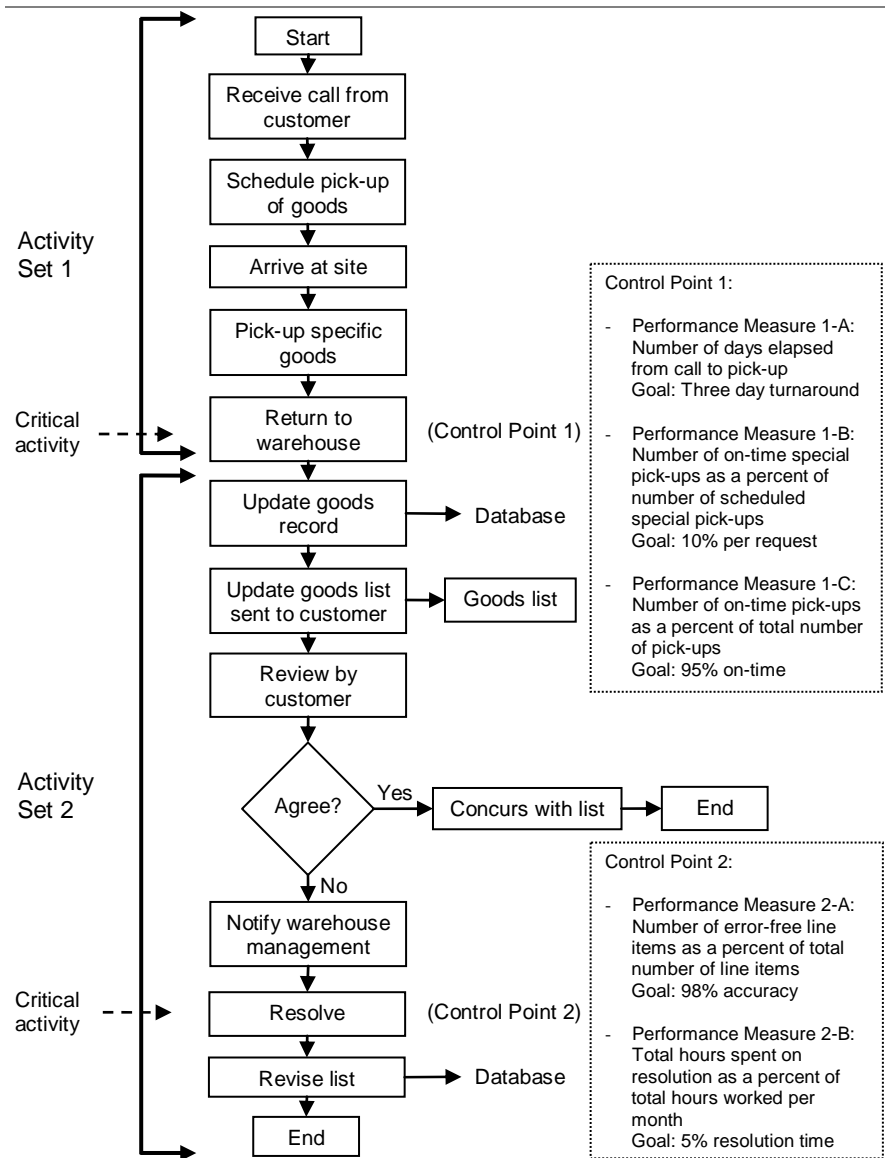 Start
Receive call from
customer
Schedule pick-up
of goods
Activity
Set 1
Arrive at site
Pick-up specific
goods
Critical
activity
Return to
warehouse
(Control Point 1)
Control Point 1:
- Performance Measure 1-A:
Number of days elapsed
from call to pick-up
Goal: Three day turnaround
- Performance Measure 1-B:
Number of on-time special
pick-ups as a percent of
number of scheduled
special pick-ups
Goal: 10% per request
- Performance Measure 1-C:
Number of on-time pick-ups
as a percent of total number
of pick-ups
Goal: 95% on-time
Update goods
record
Database
Update goods list
sent to customer
Goods list
Review by
customer
Activity
Set 2
Agree?
Yes
Concurs with list
End
No
Notify warehouse
management
Critical
activity
Resolve
(Control Point 2)
Control Point 2:
- Performance Measure 2-A:
Number of error-free line
items as a percent of total
number of line items
Goal: 98% accuracy
- Performance Measure 2-B:
Total hours spent on
resolution as a percent of
total hours worked per
month
Goal: 5% resolution time
Revise list
Database
End